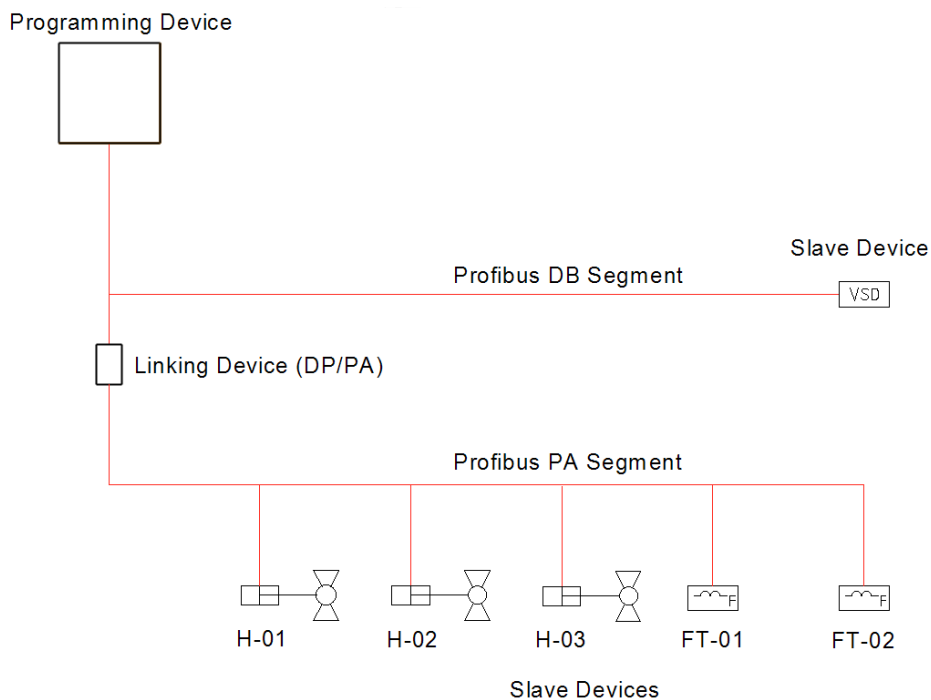 Programming Device
Slave Device
Profibus DB Segment
VSD
Linking Device (DP/PA)
Profibus PA Segment
F
F
H-01
H-02
H-03
FT-01
FT-02
Slave Devices